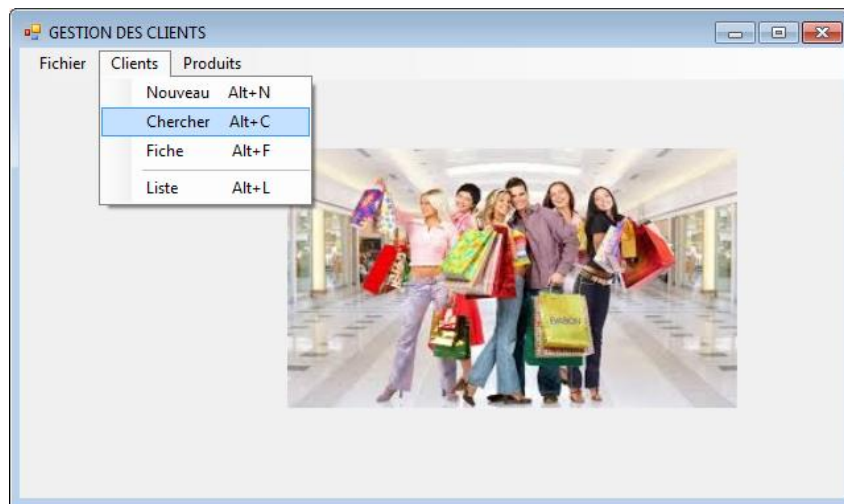 GESTION DES CLIENTS
Fichier Clients Produits
Nouveau Alt+N
Chercher Alt+C
Fiche Alt+F
Liste Alt+L